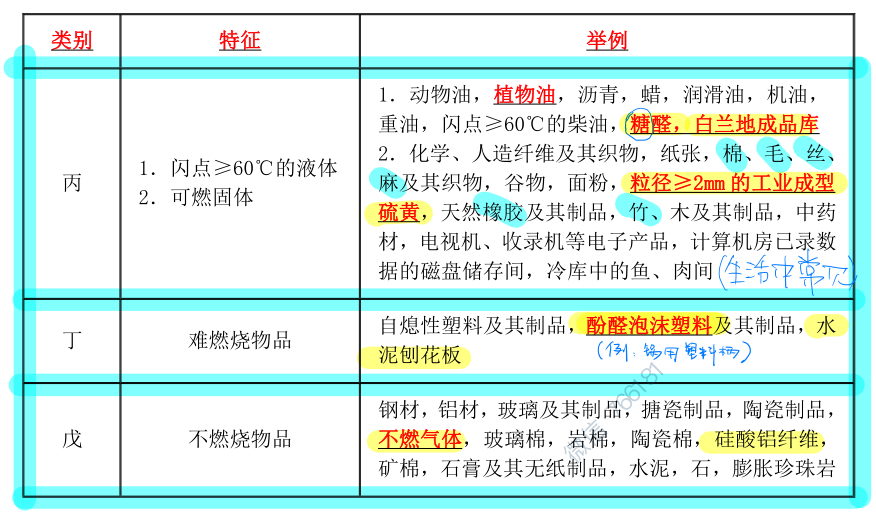 类别 特征 举例
丙
1．闪点≥60℃的液体
2．可燃固体
1．动物油，植物油，沥青，蜡，润滑油，机油，
重油，闪点≥60℃的柴油，糖醛，白兰地成品库
2．化学、人造纤维及其织物，纸张，棉、毛、丝、
麻及其织物，谷物，面粉，粒径≥2mm 的工业成型
硫黄，天然橡胶及其制品，竹、木及其制品，中药
材，电视机、收录机等电子产品，计算机房已录数
据的磁盘储存间，冷库中的鱼、肉间
(生活中常见)
丁
难燃烧物品
自熄性塑料及其制品，酚醛泡沫塑料及其制品，水
泥刨花板
(例：锅用塑料柄)
戊
不燃烧物品
钢材，铝材，玻璃及其制品，搪瓷制品，陶瓷制品，
不燃气体，玻璃棉，岩棉，陶瓷棉，硅酸铝纤维，
矿棉，石膏及其无纸制品，水泥，石，膨胀珍珠岩